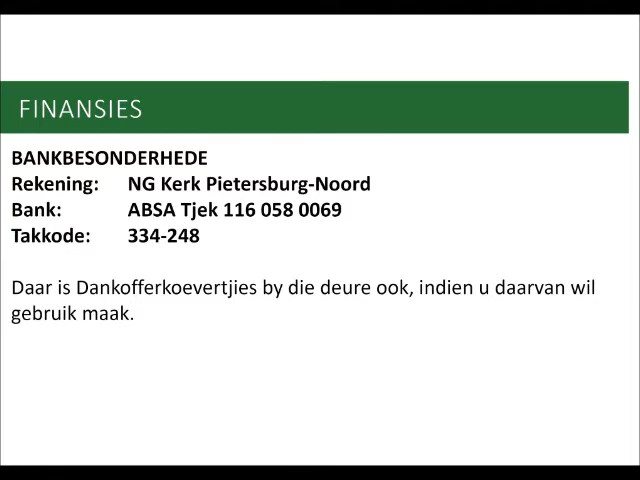 FINANSIES
BANKBESONDERHEDE
Rekening: NG Kerk Pietersburg-Noord
Bank: ABSA Tjek 116 058 0069
Takkode: 334-248
Daar is Dankofferkoevertjies by die deure ook, indien u daarvan wil
gebruik maak.